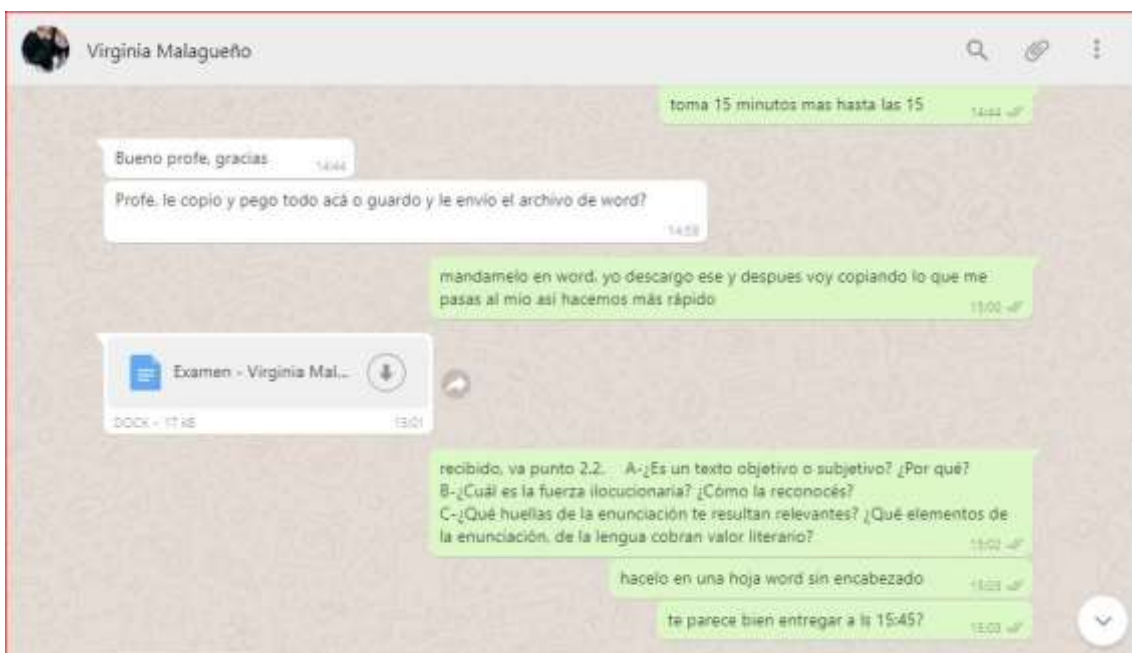 Virginia Malagueño
toma 15 minutos mas hasta las 15
14:44
Bueno profe, gracias
14:44
Profe, le copio y pego todo acá o guardo y le envío el archivo de word?
14:59
mandamelo en word. yo descargo ese y despues voy copiando lo que me
pasas al mio asi hacemos más rápido
15:00
Examen - Virginia Mal...
DOCX - 17 kB
15:01
recibido, va punto 2.2. A-¿Es un texto objetivo o subjetivo? ¿Por qué?
B-¿Cuál es la fuerza ilocucionaria? ¿Cómo la reconocés?
C-¿Qué huellas de la enunciación te resultan relevantes? ¿Qué elementos de
la enunciación, de la lengua cobran valor literario?
15:02
hacelo en una hoja word sin encabezado
15:03
te parece bien entregar a ls 15:45?
15:03